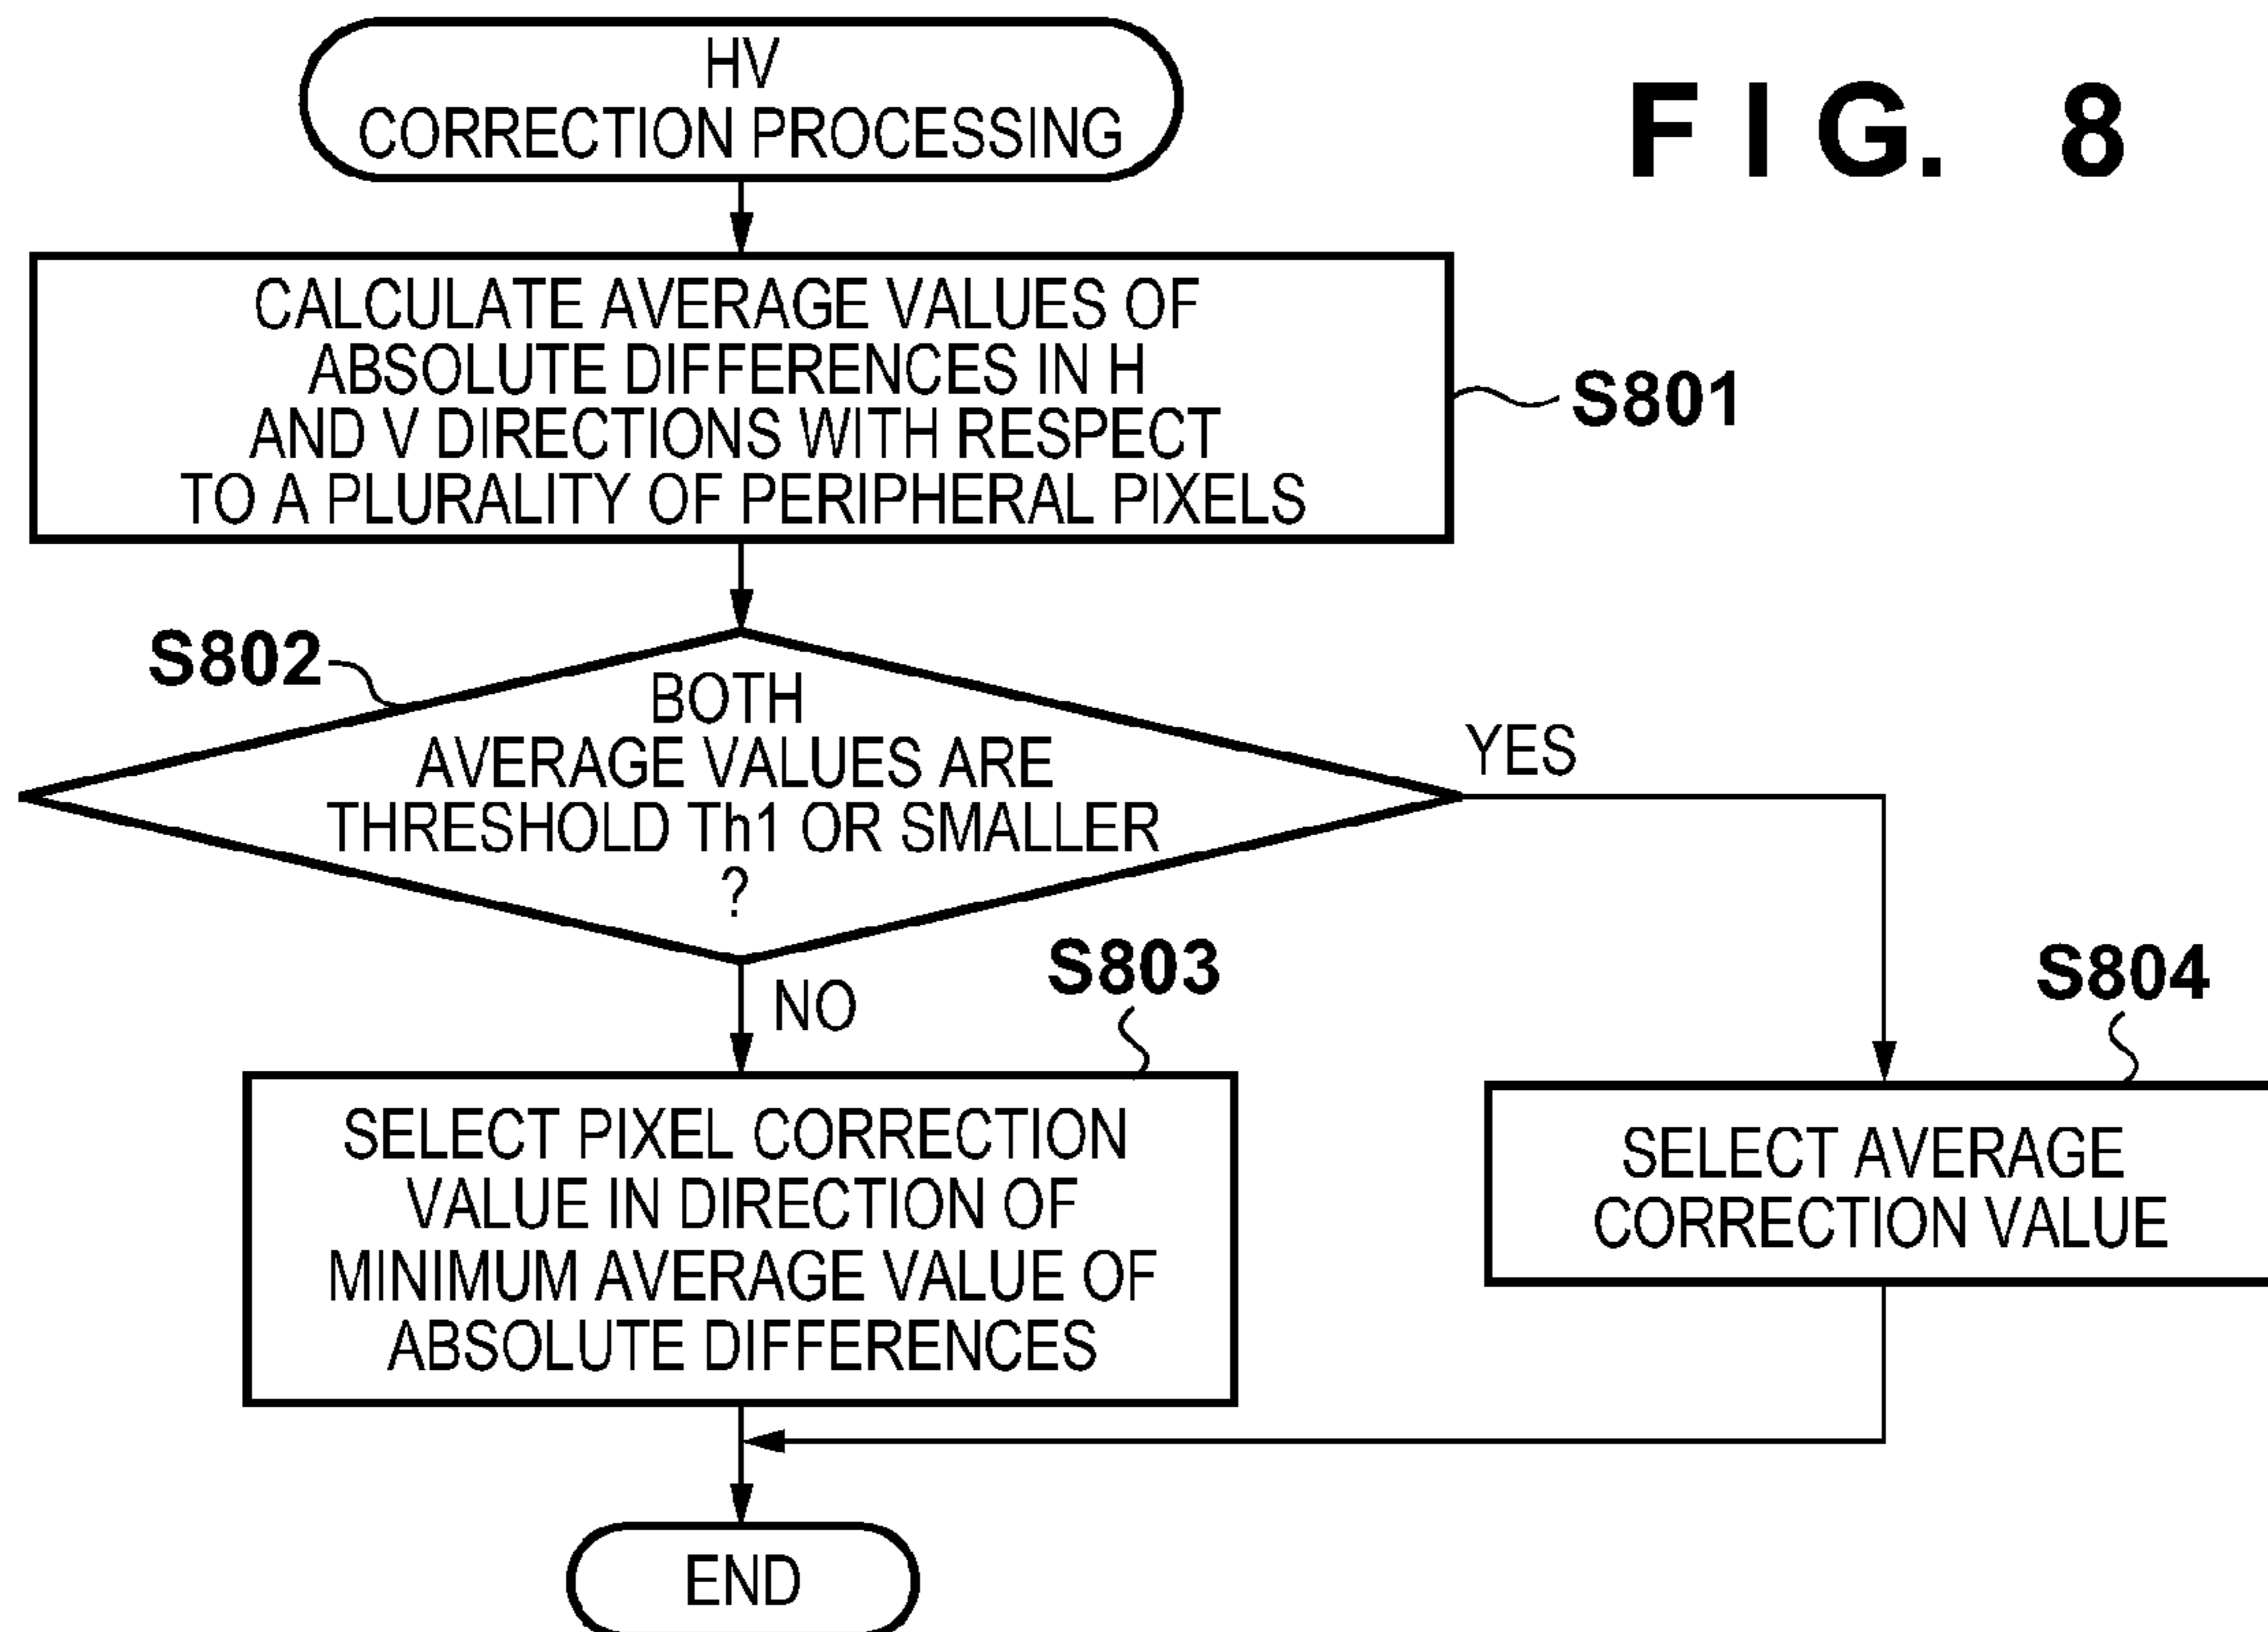 HV
CORRECTION PROCESSING
F I G. 8
CALCULATE AVERAGE VALUES OF
ABSOLUTE DIFFERENCES IN H
AND V DIRECTIONS WITH RESPECT
TO A PLURALITY OF PERIPHERAL PIXELS
S801
S802
BOTH
AVERAGE VALUES ARE
THRESHOLD Th1 OR SMALLER
?
YES
NO
S803
SELECT PIXEL CORRECTION
VALUE IN DIRECTION OF
MINIMUM AVERAGE VALUE OF
ABSOLUTE DIFFERENCES
S804
SELECT AVERAGE
CORRECTION VALUE
END